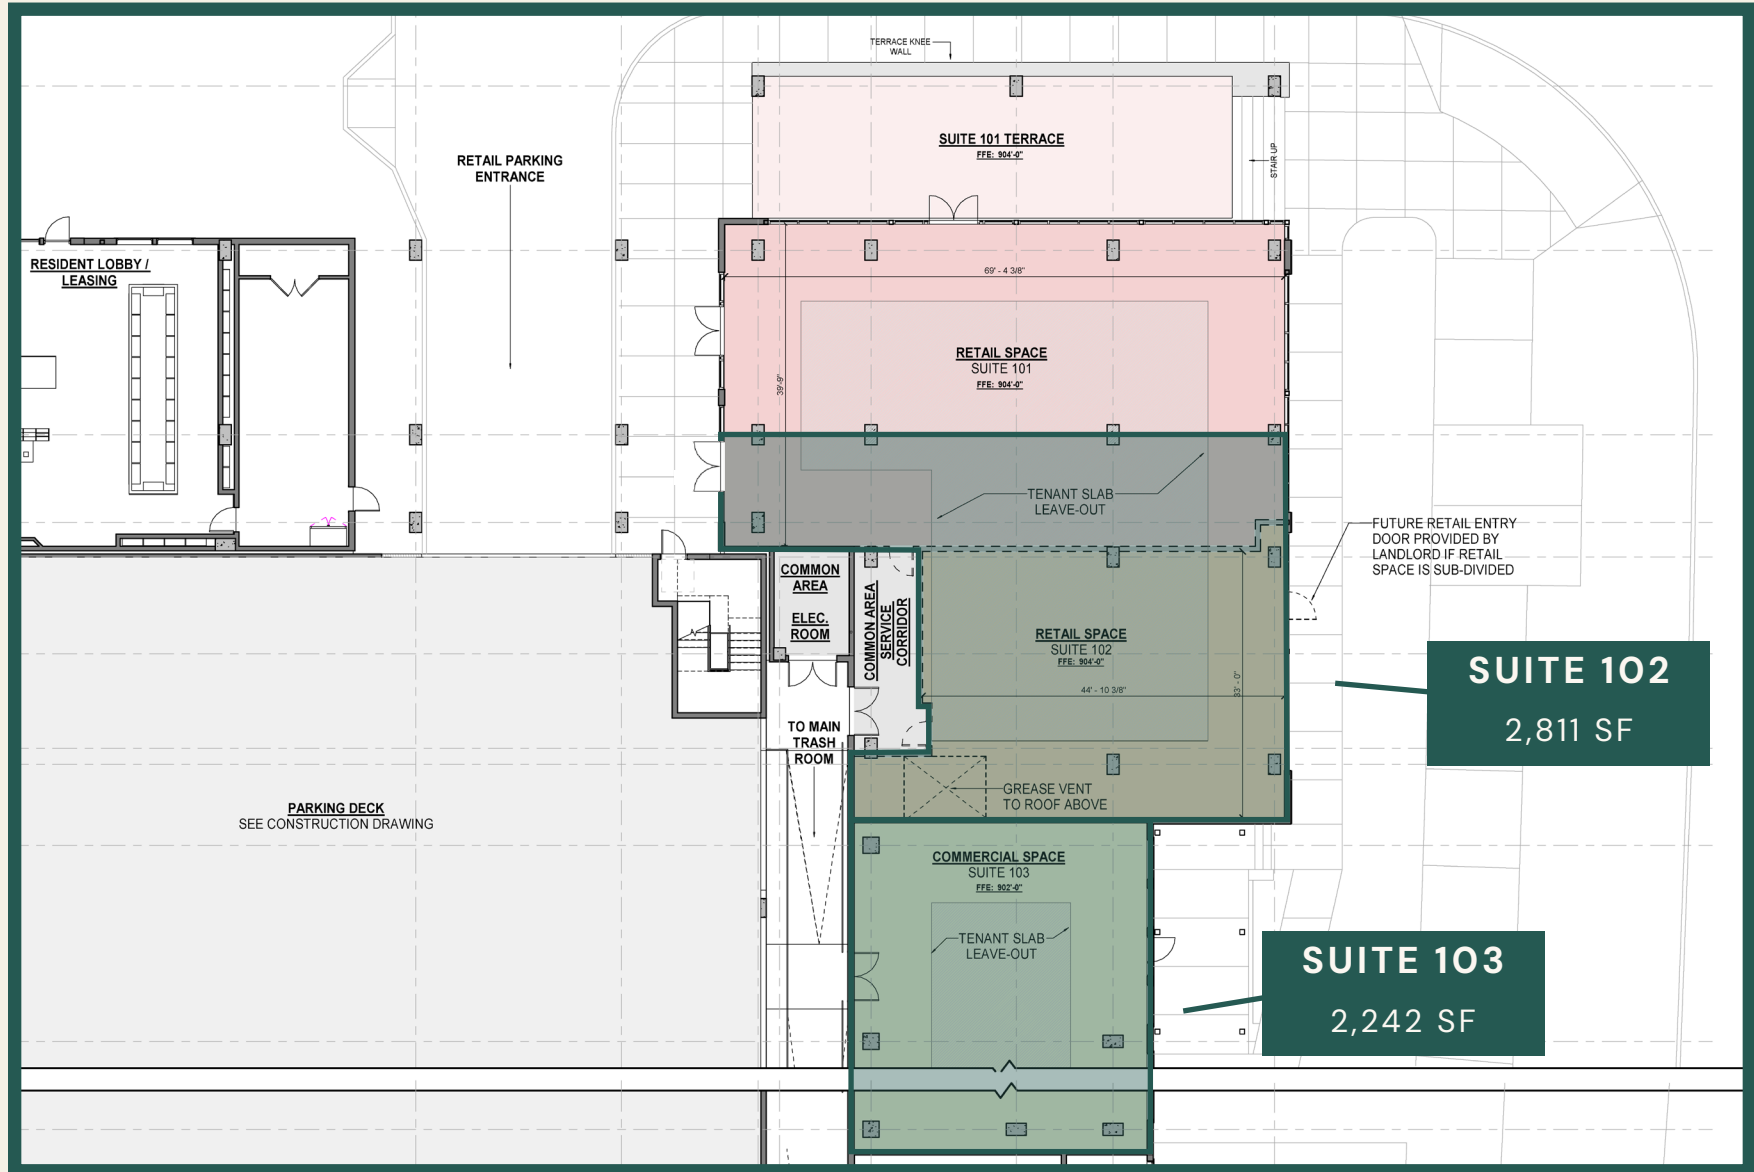 TERRACE KNEE
WALL
SUITE 101 TERRACE
FFE: 904'-0"
STAIR UP
RETAIL PARKING
ENTRANCE
RESIDENT LOBBY /
LEASING
69' - 4 3/8"
39'-9"
RETAIL SPACE
SUITE 101
FFE: 904'-0"
TENANT SLAB
LEAVE-OUT
FUTURE RETAIL ENTRY
DOOR PROVIDED BY
LANDLORD IF RETAIL
SPACE IS SUB-DIVIDED
COMMON
AREA
ELEC.
ROOM
COMMON AREA
SERVICE
CORRIDOR
RETAIL SPACE
SUITE 102
FFE: 904'-0"
44' - 10 3/8"
33' - 0"
SUITE 102
2,811 SF
TO MAIN
TRASH
ROOM
GREASE VENT
TO ROOF ABOVE
PARKING DECK
SEE CONSTRUCTION DRAWING
COMMERCIAL SPACE
SUITE 103
FFE: 902'-0"
TENANT SLAB
LEAVE-OUT
SUITE 103
2,242 SF